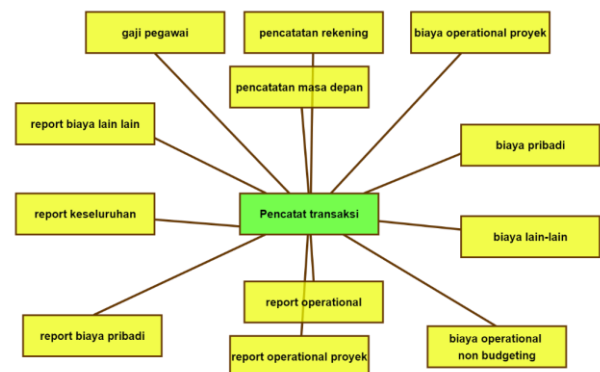 gaji pegawai
pencatatan rekening
biaya operational proyek
pencatatan masa depan
report biaya lain lain
biaya pribadi
report keseluruhan
Pencatat transaksi
biaya lain-lain
report operational
report biaya pribadi
report operational proyek
biaya operational
non budgeting